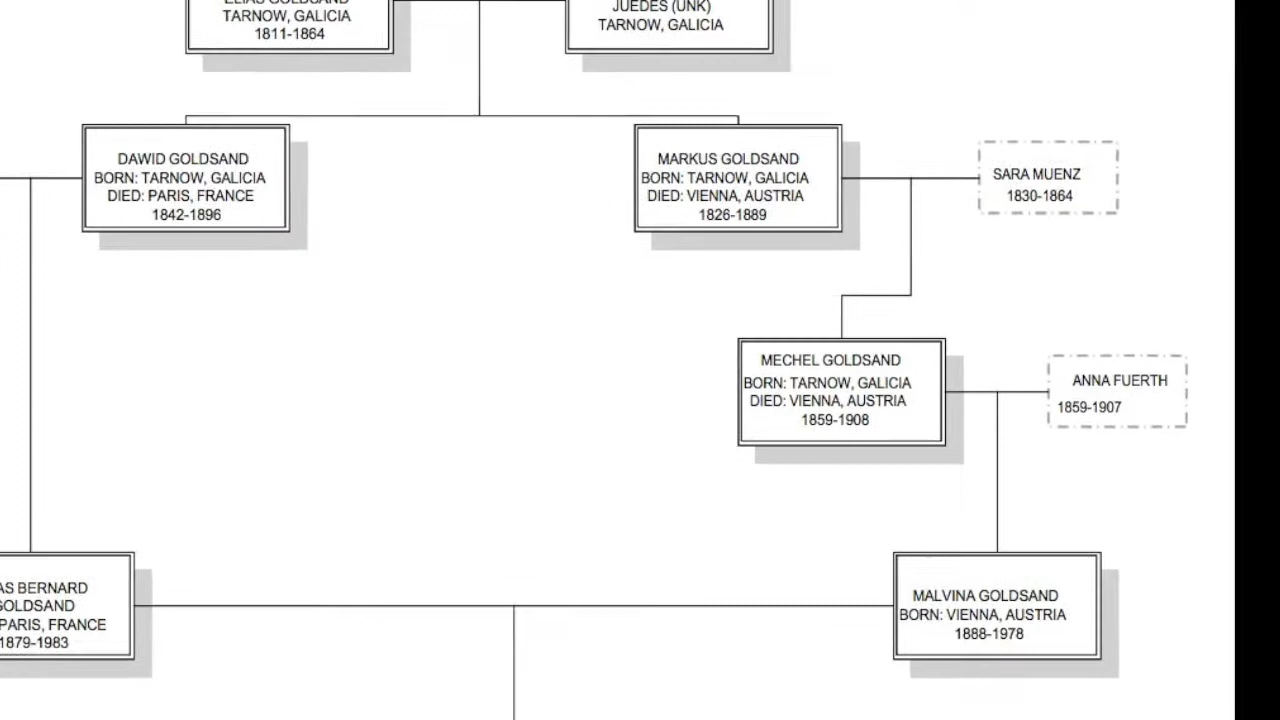 ELIAS GOLDSAND
TARNOW, GALICIA
1811-1864
JUEDES (UNK)
TARNOW, GALICIA
DAWID GOLDSAND
BORN: TARNOW, GALICIA
DIED: PARIS, FRANCE
1842-1896
MARKUS GOLDSAND
BORN: TARNOW, GALICIA
DIED: VIENNA, AUSTRIA
1826-1889
SARA MUENZ
1830-1864
MECHEL GOLDSAND
BORN: TARNOW, GALICIA
DIED: VIENNA, AUSTRIA
1859-1908
ANNA FUERTH
1859-1907
AS BERNARD
GOLDSAND
PARIS, FRANCE
1879-1983
MALVINA GOLDSAND
BORN: VIENNA, AUSTRIA
1888-1978